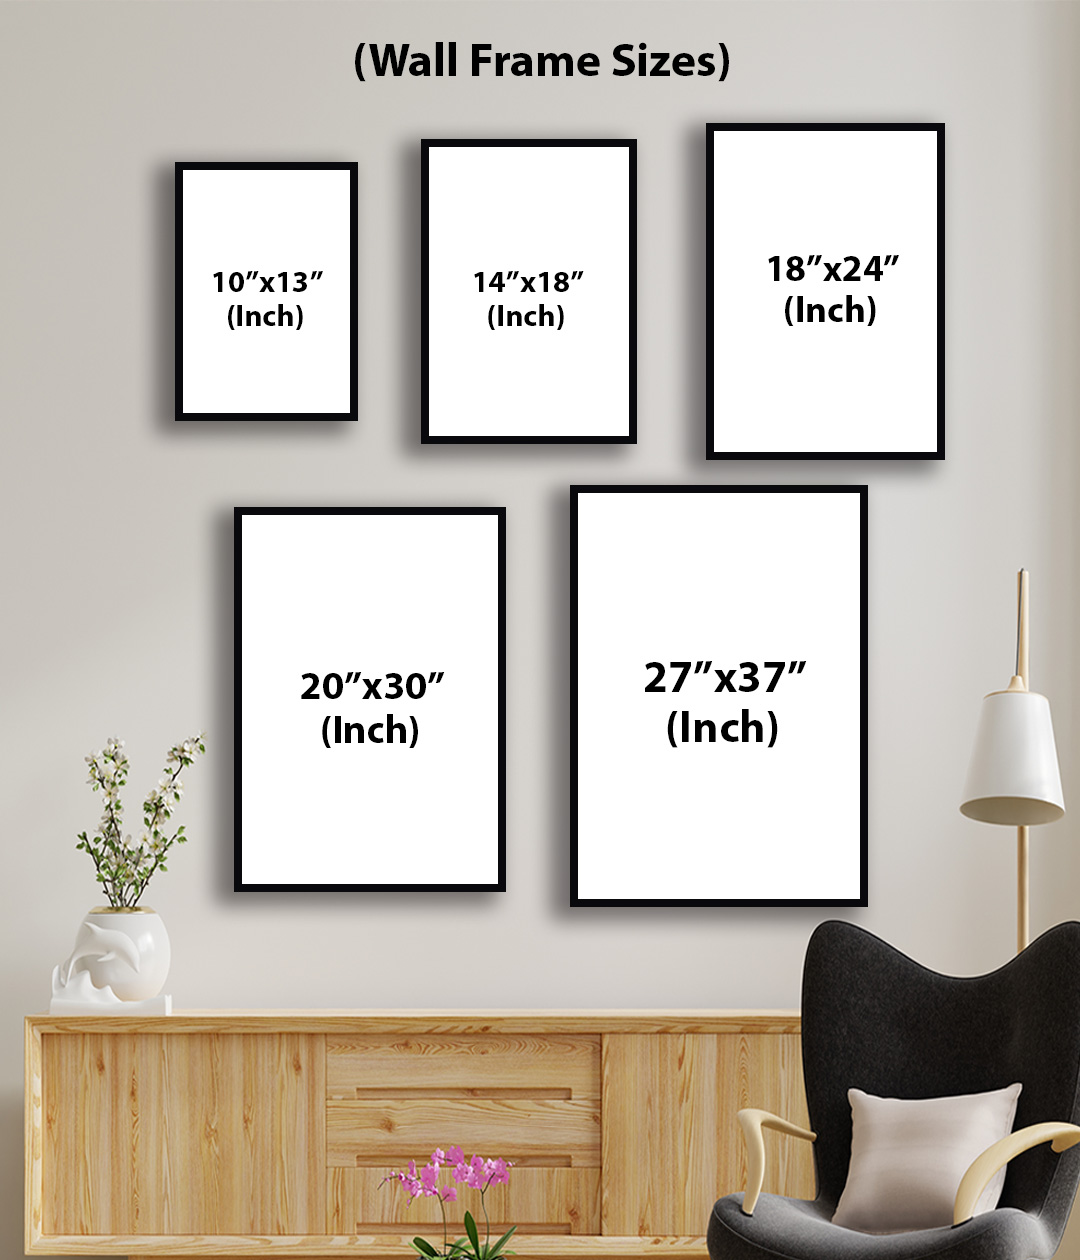 (Wall Frame Sizes)
10”x13”
(Inch)
14”x18”
(Inch)
18”x24”
(Inch)
20”x30”
(Inch)
27”x37”
(Inch)